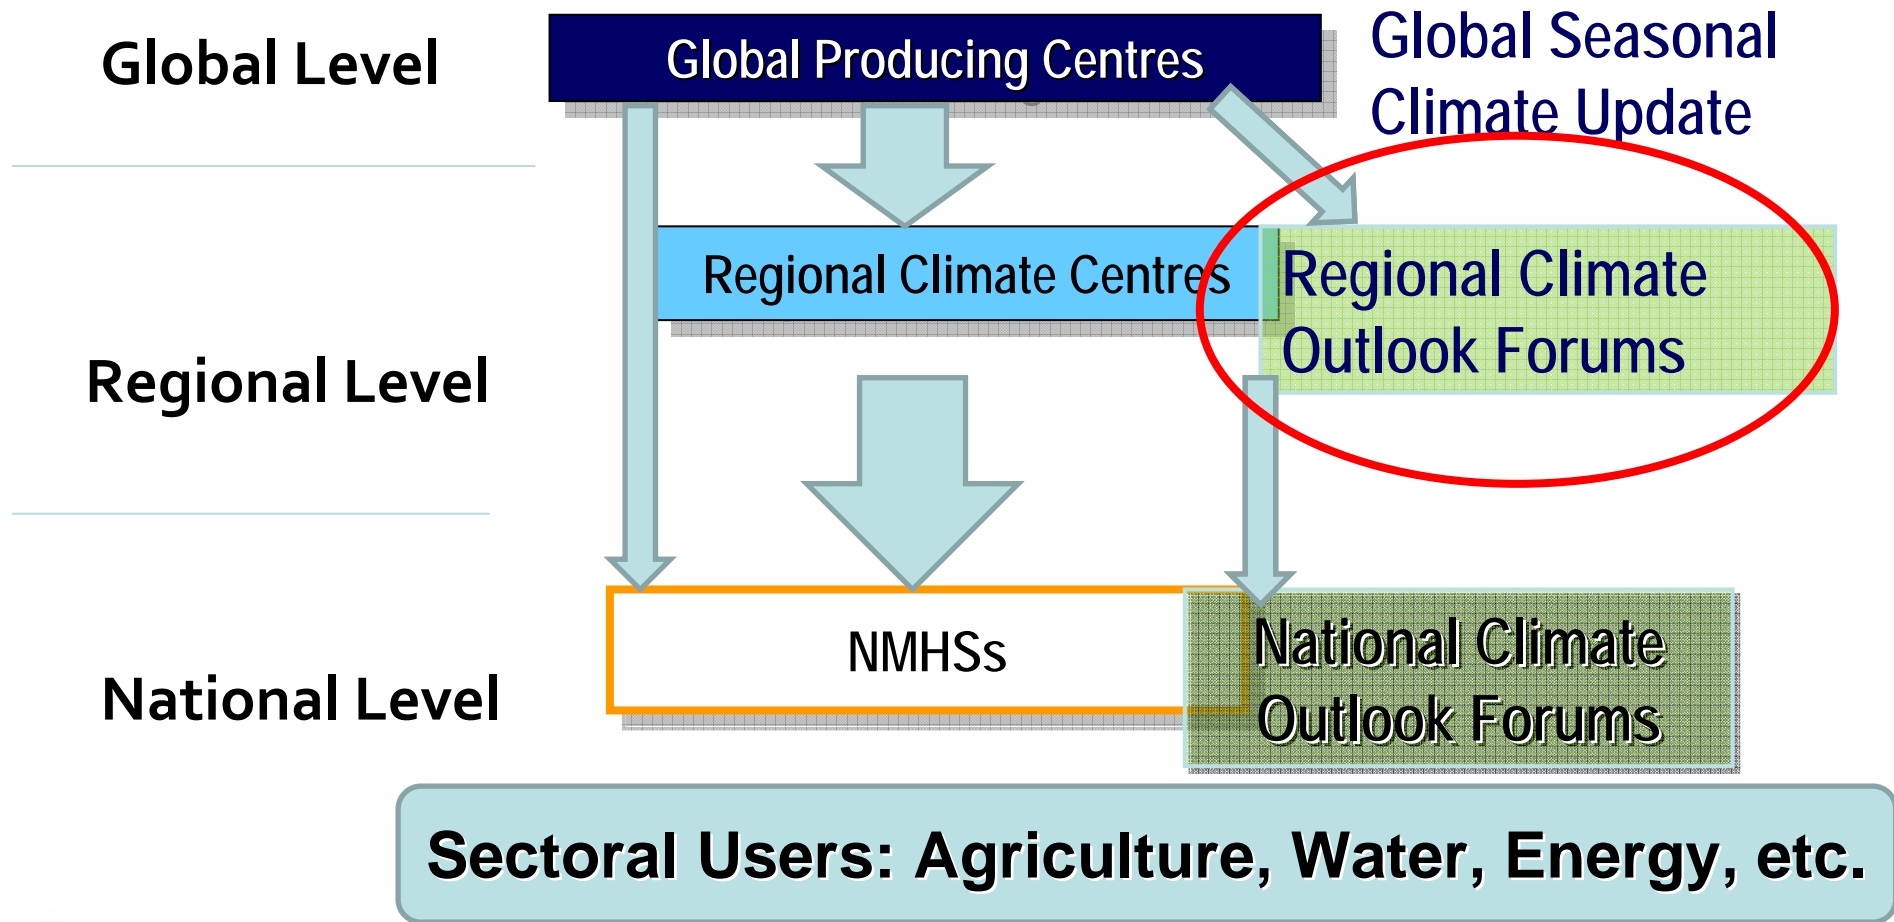 Global Level
Global Producing Centres
Global Seasonal
Climate Update
Regional Climate Centres
Regional Climate
Outlook Forums
Regional Level
NMHSs
National Climate
Outlook Forums
National Level
Sectoral Users: Agriculture, Water, Energy, etc.